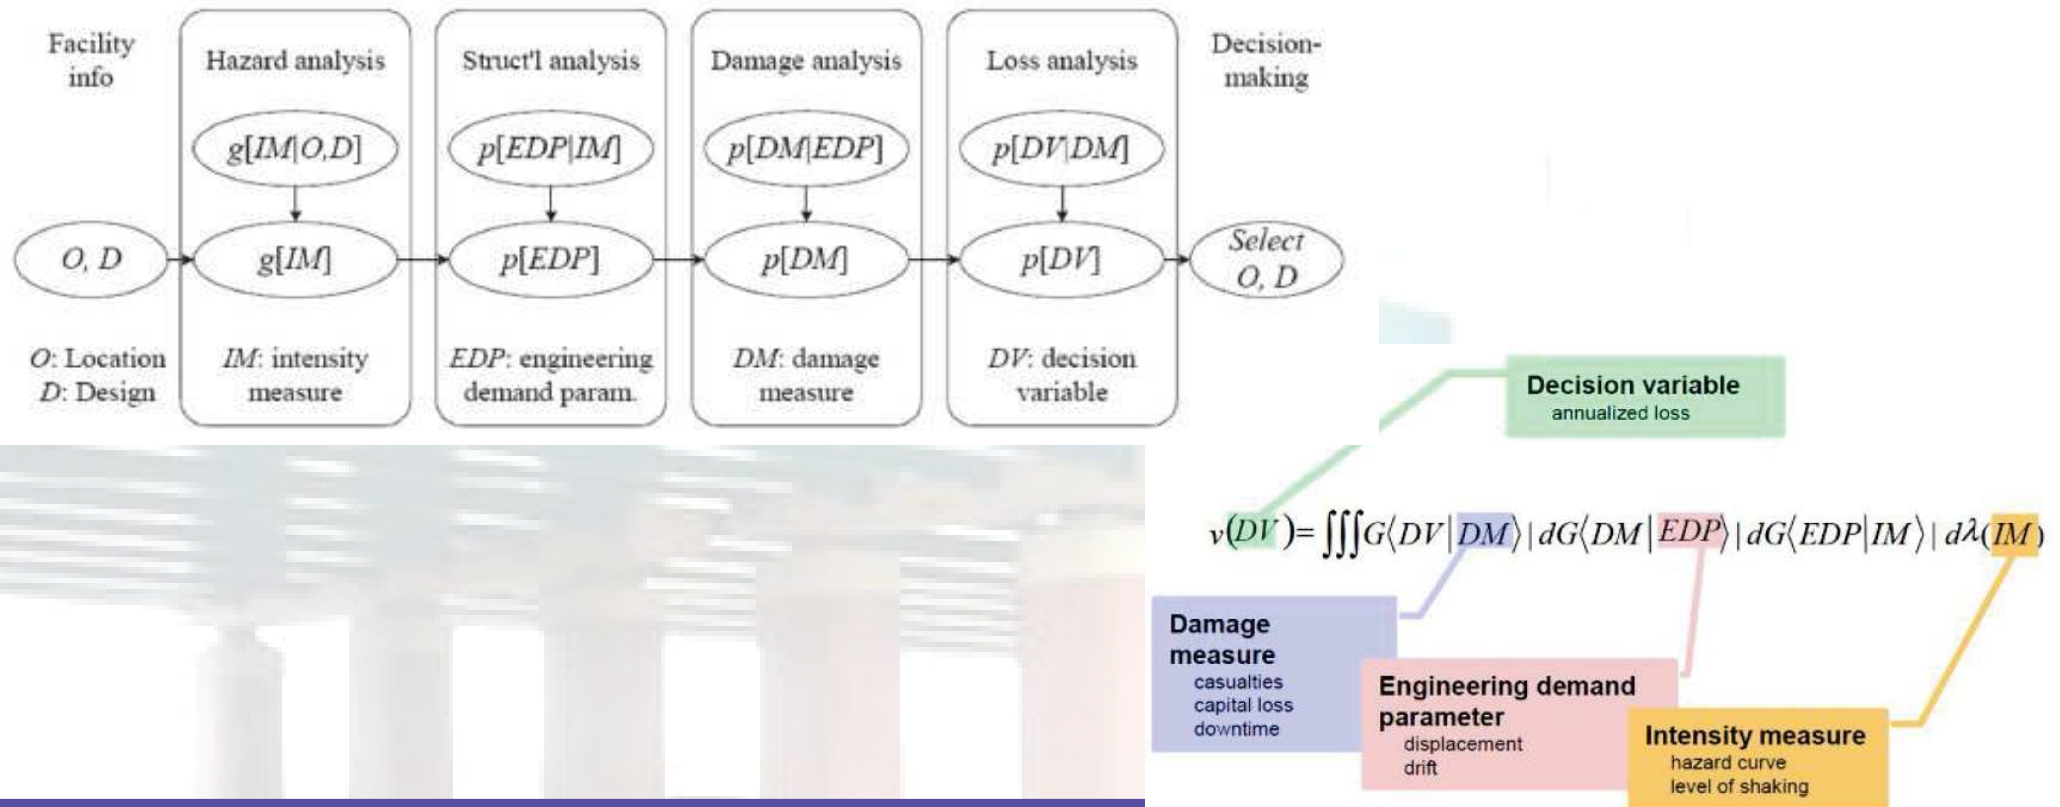 Facility
info
Hazard analysis
Struct'l analysis
Damage analysis
Loss analysis
Decision-
making
g[IM|O,D]
p[EDP|IM]
p[DM|EDP]
p[DV|DM]
O, D
g[IM]
p[EDP]
p[DM]
p[DV]
Select
O, D
O: Location
D: Design
IM: intensity
measure
EDP: engineering
demand param.
DM: damage
measure
DV: decision
variable
Decision variable
annualized loss
v(DV)=∭G⟨DV|DM⟩|dG⟨DM|EDP⟩|dG⟨EDP|IM⟩|dλ(IM)
Damage
measure
casualties
capital loss
downtime
Engineering demand
parameter
displacement
drift
Intensity measure
hazard curve
level of shaking